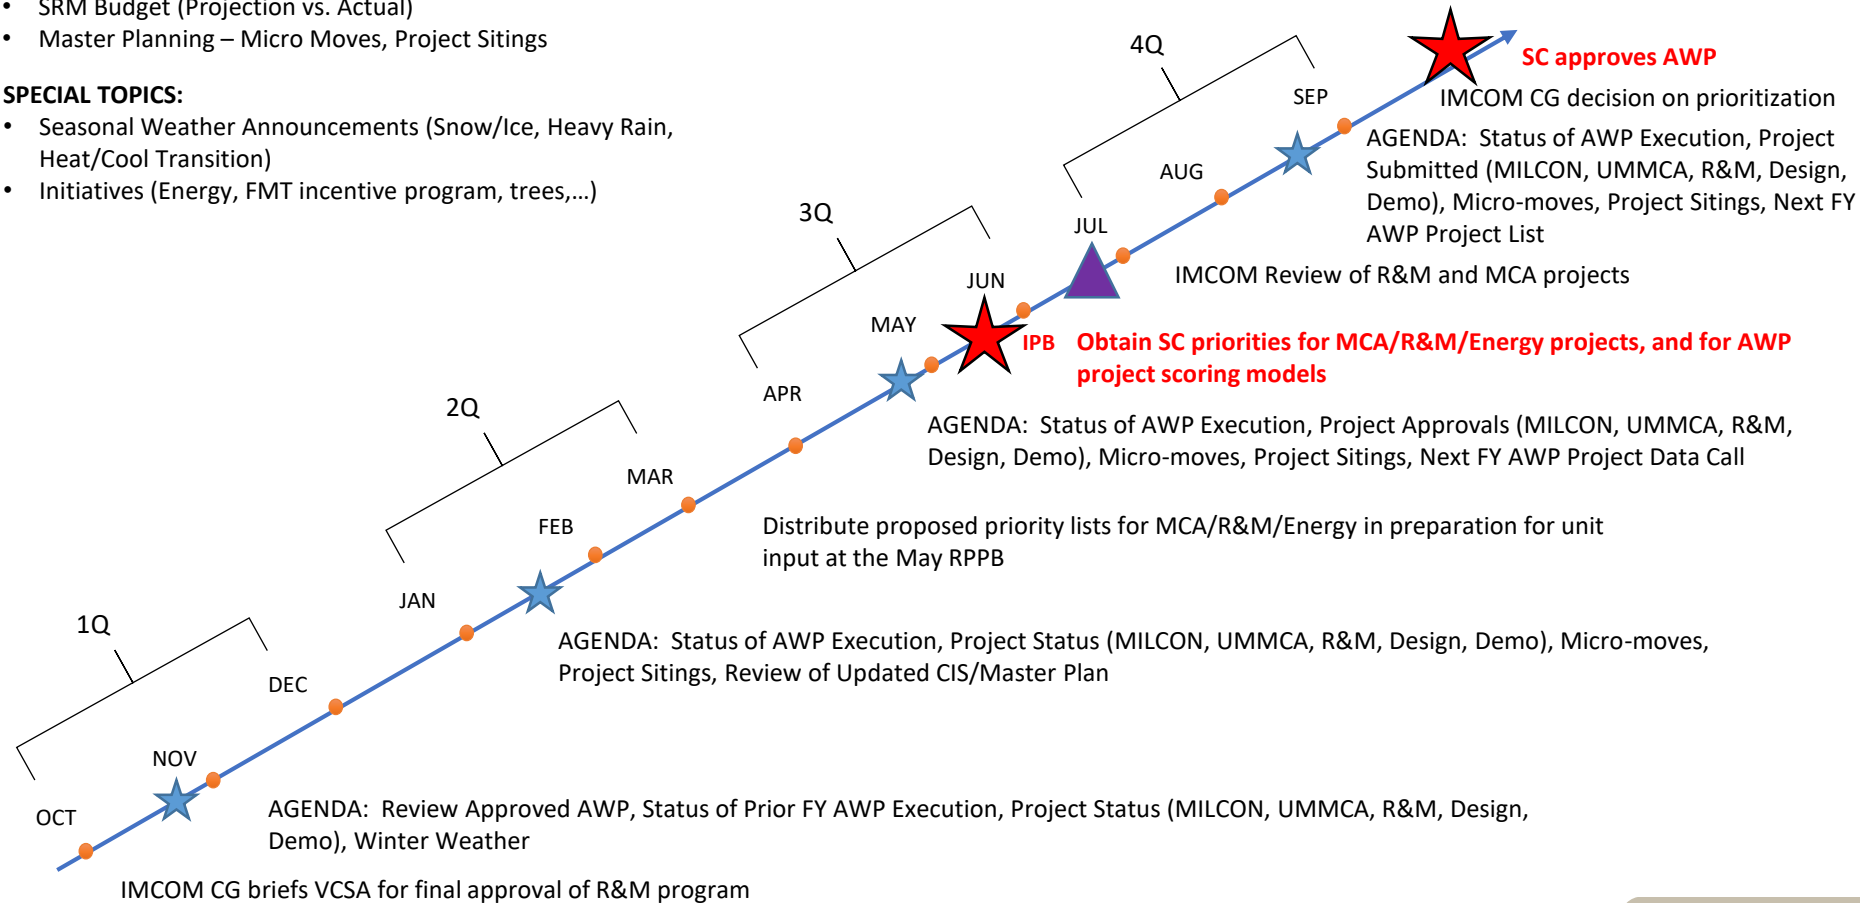 • SRM Budget (Projection vs. Actual)
• Master Planning – Micro Moves, Project Sitings
SPECIAL TOPICS:
• Seasonal Weather Announcements (Snow/Ice, Heavy Rain,
Heat/Cool Transition)
• Initiatives (Energy, FMT incentive program, trees,…)
4Q
SC approves AWP
SEP
IMCOM CG decision on prioritization
AGENDA: Status of AWP Execution, Project
Submitted (MILCON, UMMCA, R&M, Design,
Demo), Micro-moves, Project Sitings, Next FY
AWP Project List
AUG
3Q
JUL
IMCOM Review of R&M and MCA projects
JUN
MAY
IPB Obtain SC priorities for MCA/R&M/Energy projects, and for AWP
project scoring models
APR
2Q
AGENDA: Status of AWP Execution, Project Approvals (MILCON, UMMCA, R&M,
Design, Demo), Micro-moves, Project Sitings, Next FY AWP Project Data Call
MAR
FEB
Distribute proposed priority lists for MCA/R&M/Energy in preparation for unit
input at the May RPPB
JAN
1Q
AGENDA: Status of AWP Execution, Project Status (MILCON, UMMCA, R&M, Design, Demo), Micro-moves,
Project Sitings, Review of Updated CIS/Master Plan
DEC
NOV
OCT
AGENDA: Review Approved AWP, Status of Prior FY AWP Execution, Project Status (MILCON, UMMCA, R&M, Design,
Demo), Winter Weather
IMCOM CG briefs VCSA for final approval of R&M program